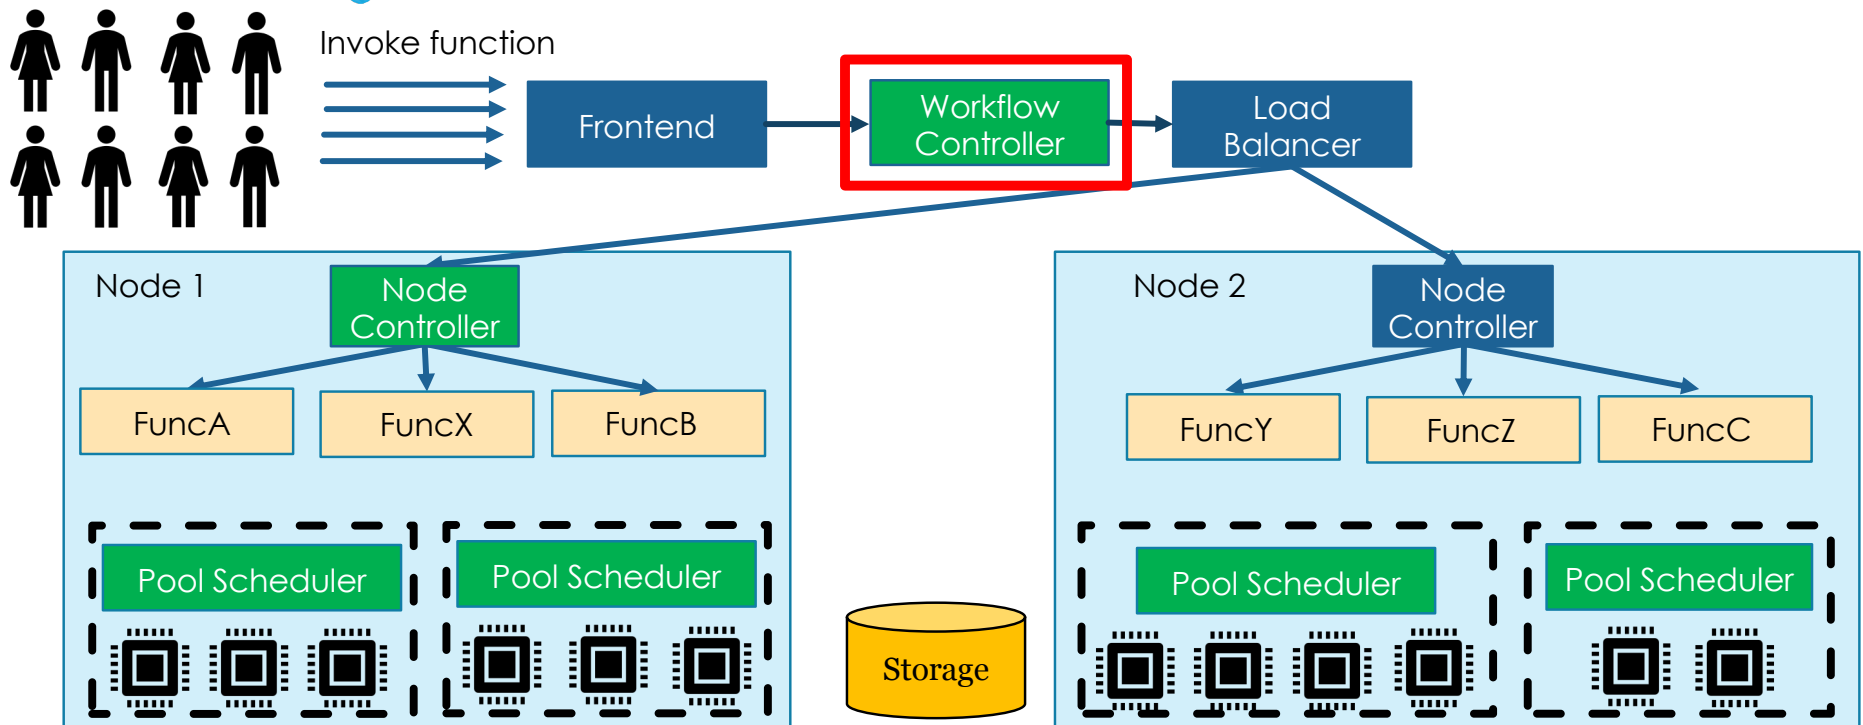 Invoke function
Frontend
Workflow
Controller
Load
Balancer
Node 1
Node
Controller
FuncA
FuncX
FuncB
Pool Scheduler
Pool Scheduler
Storage
Node 2
Node
Controller
FuncY
FuncZ
FuncC
Pool Scheduler
Pool Scheduler